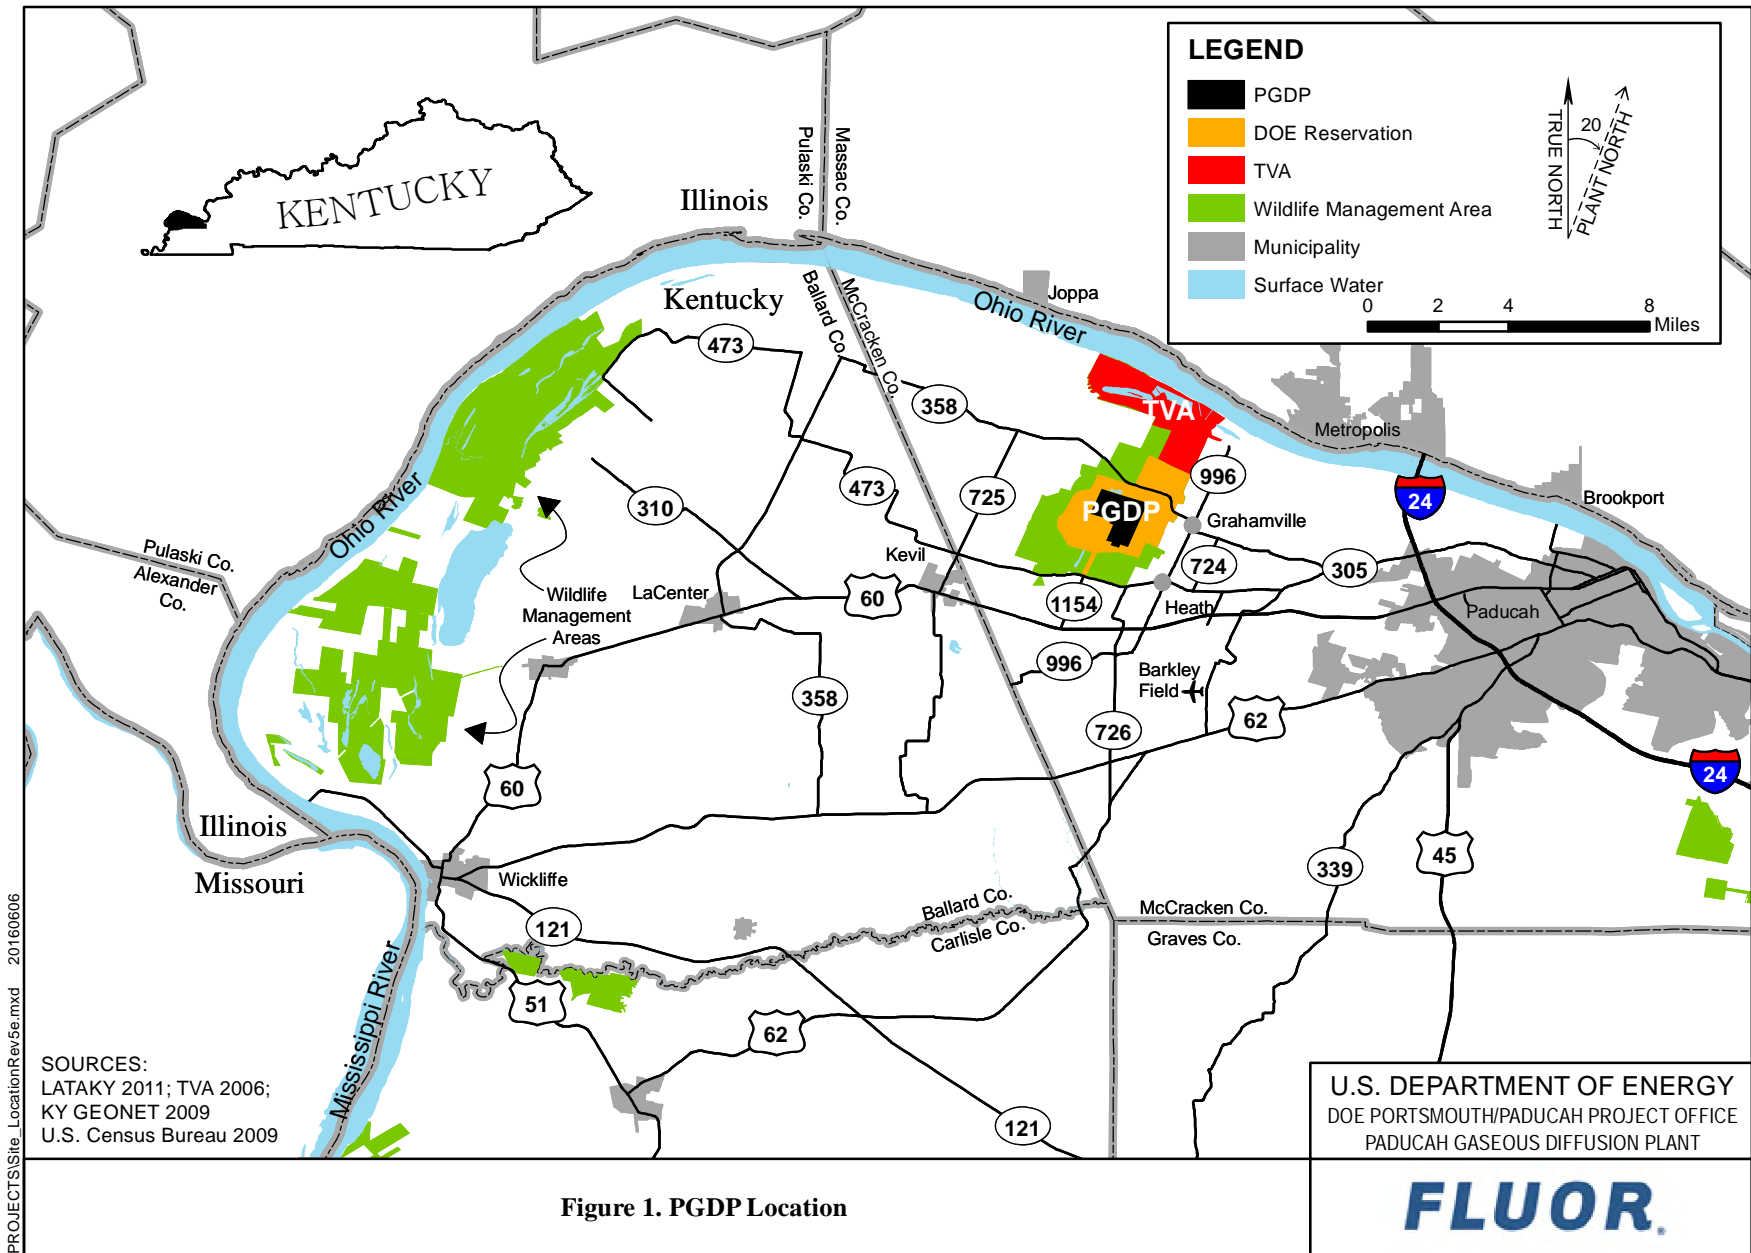 LEGEND
PGDP
DOE Reservation
TVA
Wildlife Management Area
Municipality
Surface Water
TRUE NORTH
20
PLANT NORTH
0 2 4 8
Miles
KENTUCKY
Pulaski Co.
Massac Co.
Illinois
Kentucky
Ballard Co.
McCracken Co.
Ohio River
Joppa
473
358
TVA
Metropolis
996
24
Brookport
473
725
PGDP
Grahamville
310
Ohio River
Kevil
724
305
Pulaski Co.
Alexander
Co.
Wildlife
Management
Areas
LaCenter
60
1154
Heath
Paducah
996
Barkley
Field
358
726
62
60
24
Illinois
Missouri
Wickliffe
339
45
121
Ballard Co.
Carlisle Co.
McCracken Co.
Graves Co.
Mississippi River
51
62
121
SOURCES:
LATAKY 2011; TVA 2006;
KY GEONET 2009
U.S. Census Bureau 2009
PROJECTS\Site_LocationRev5e.mxd 20160606
U.S. DEPARTMENT OF ENERGY
DOE PORTSMOUTH/PADUCAH PROJECT OFFICE
PADUCAH GASEOUS DIFFUSION PLANT
Figure 1. PGDP Location
FLUOR®